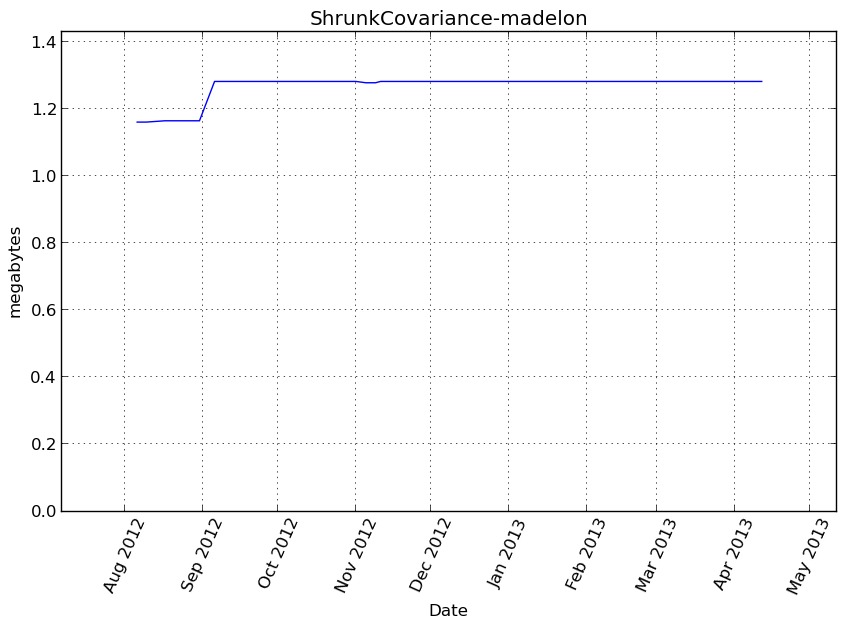 ShrunkCovariance-madelon
1.4
1.2
1.0
0.8
0.6
0.4
0.2
0.0
megabytes
Aug 2012
Sep 2012
Oct 2012
Nov 2012
Dec 2012
Jan 2013
Feb 2013
Mar 2013
Apr 2013
May 2013
Date